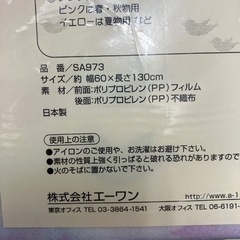 ピンクに着・秋物用
イエローは夏物用 など
品 番／SA973
サイズ／約 幅60×長さ130cm
素 材／前面：ポリプロピレン（PP）フィルム
後面：ポリプロピレン（PP）不織布
日本製
使用上の注意
●アイロンのご使用や、お洗濯はお避け下さい。
●素材の性質上強く引っぱると破れる恐れがありますので
●火のそばに置かないで下さい。
株式会社エーワン
http://www.a-1
東京オフィス TEL 03-3864-1541
大阪オフィス TEL 06-6191-